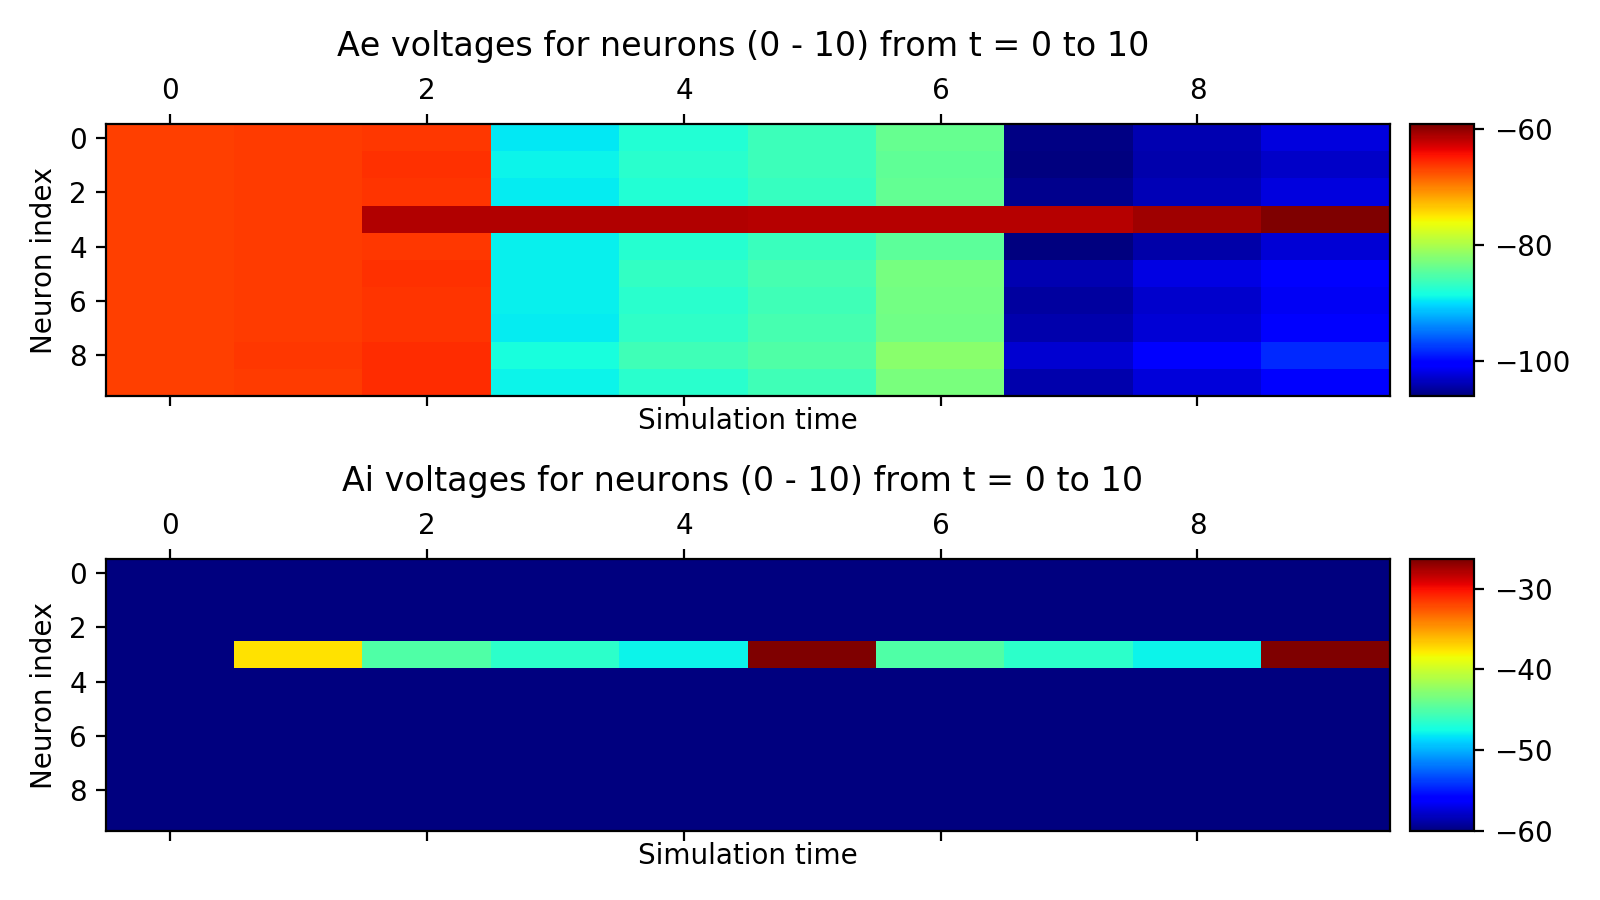 Ae voltages for neurons (0 - 10) from t = 0 to 10
0 2 4 6 8
Neuron index
0
2
4
6
8
Simulation time
−60
−80
−100
Ai voltages for neurons (0 - 10) from t = 0 to 10
0 2 4 6 8
Neuron index
0
2
4
6
8
Simulation time
−30
−40
−50
−60